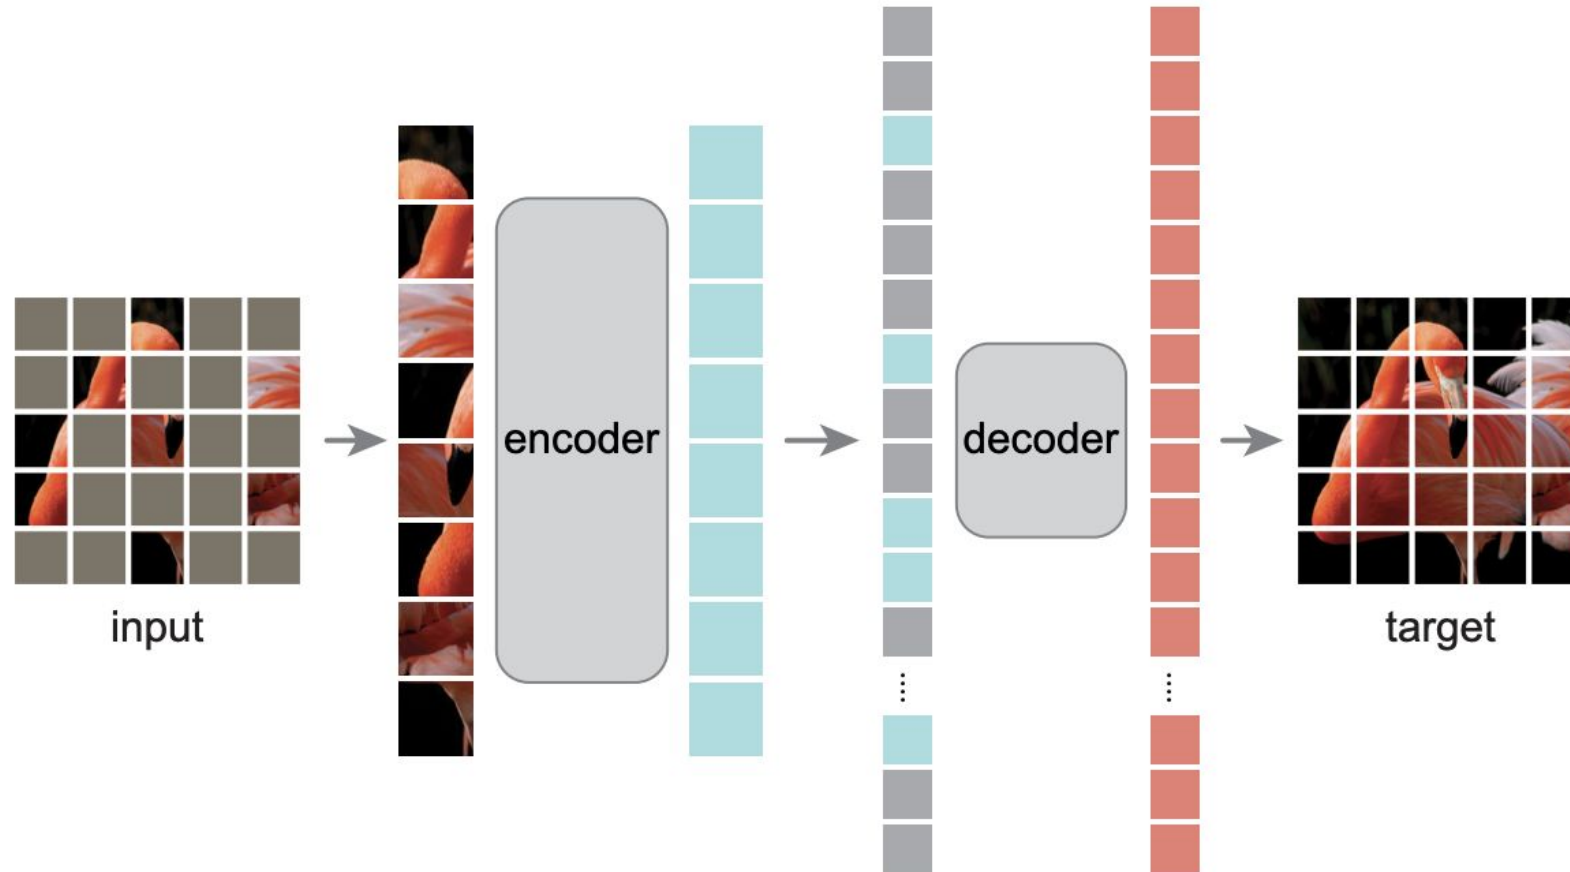 input
encoder
decoder
target